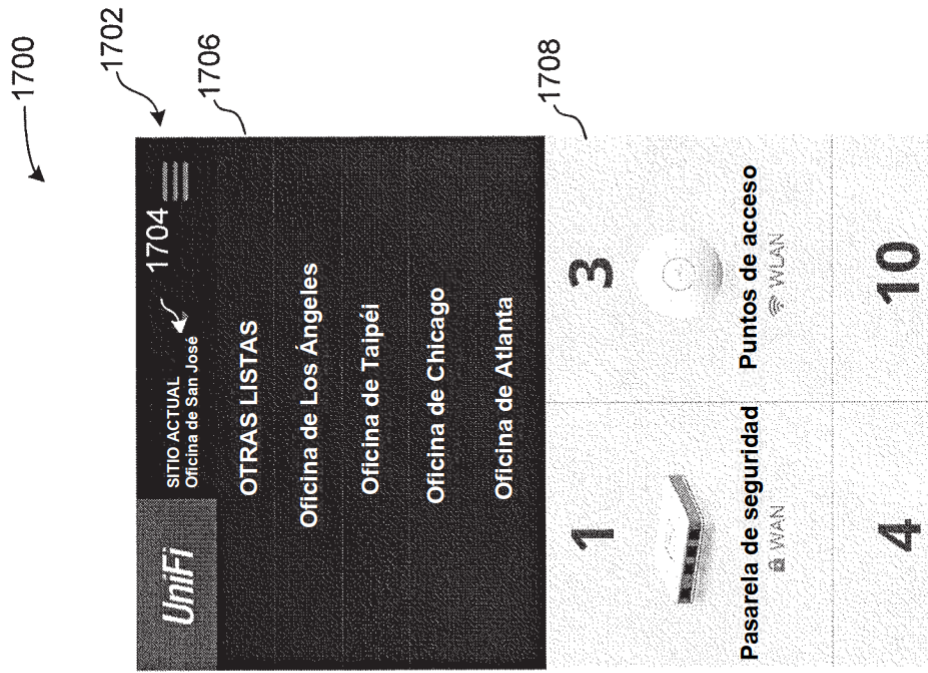 1700
1702
UniFi
SITIO ACTUAL
Oficina de San José
1704
1706
OTRAS LISTAS
Oficina de Los Ángeles
Oficina de Taipéi
Oficina de Chicago
Oficina de Atlanta
1708
1
3
Pasarela de seguridad
WAN
Puntos de acceso
WLAN
4
10